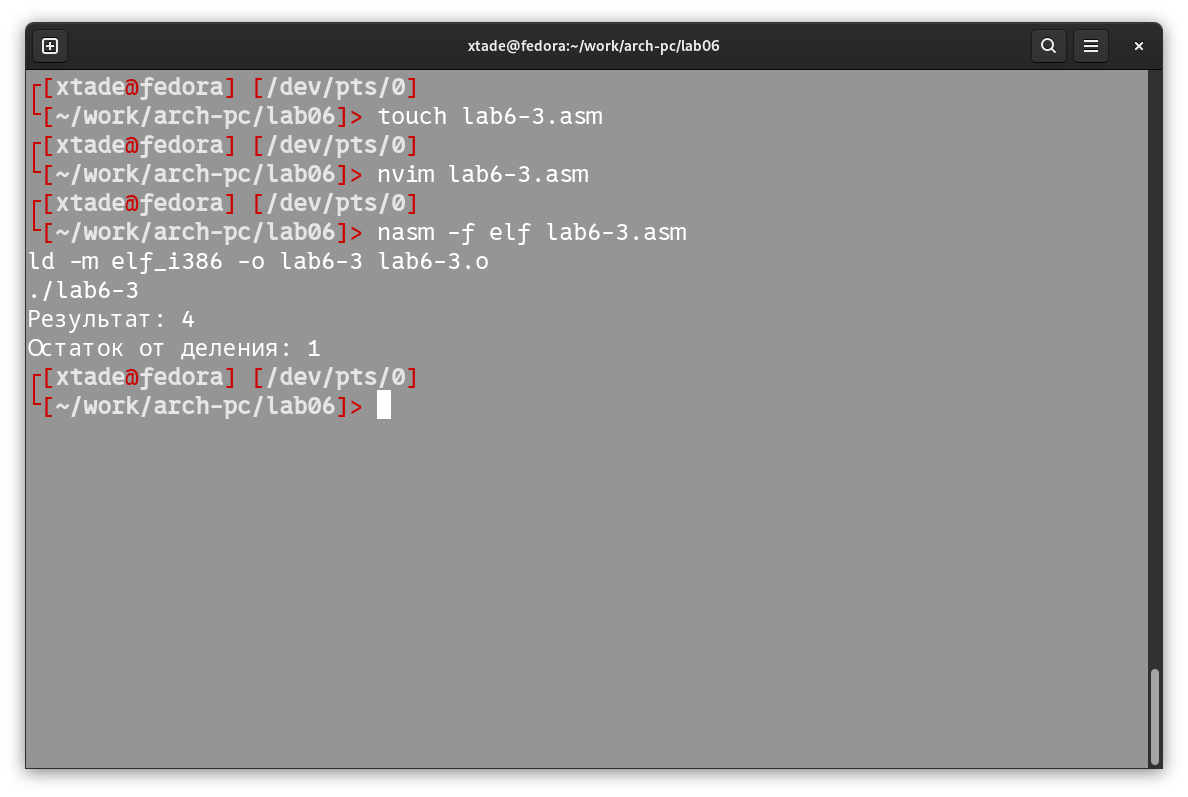 xtade@fedora:~/work/arch-pc/lab06
[xtade@fedora] [/dev/pts/0]
[~/work/arch-pc/lab06]> touch lab6-3.asm
[xtade@fedora] [/dev/pts/0]
[~/work/arch-pc/lab06]> nvim lab6-3.asm
[xtade@fedora] [/dev/pts/0]
[~/work/arch-pc/lab06]> nasm -f elf lab6-3.asm
ld -m elf_i386 -o lab6-3 lab6-3.o
./lab6-3
Результат: 4
Остаток от деления: 1
[xtade@fedora] [/dev/pts/0]
[~/work/arch-pc/lab06]>